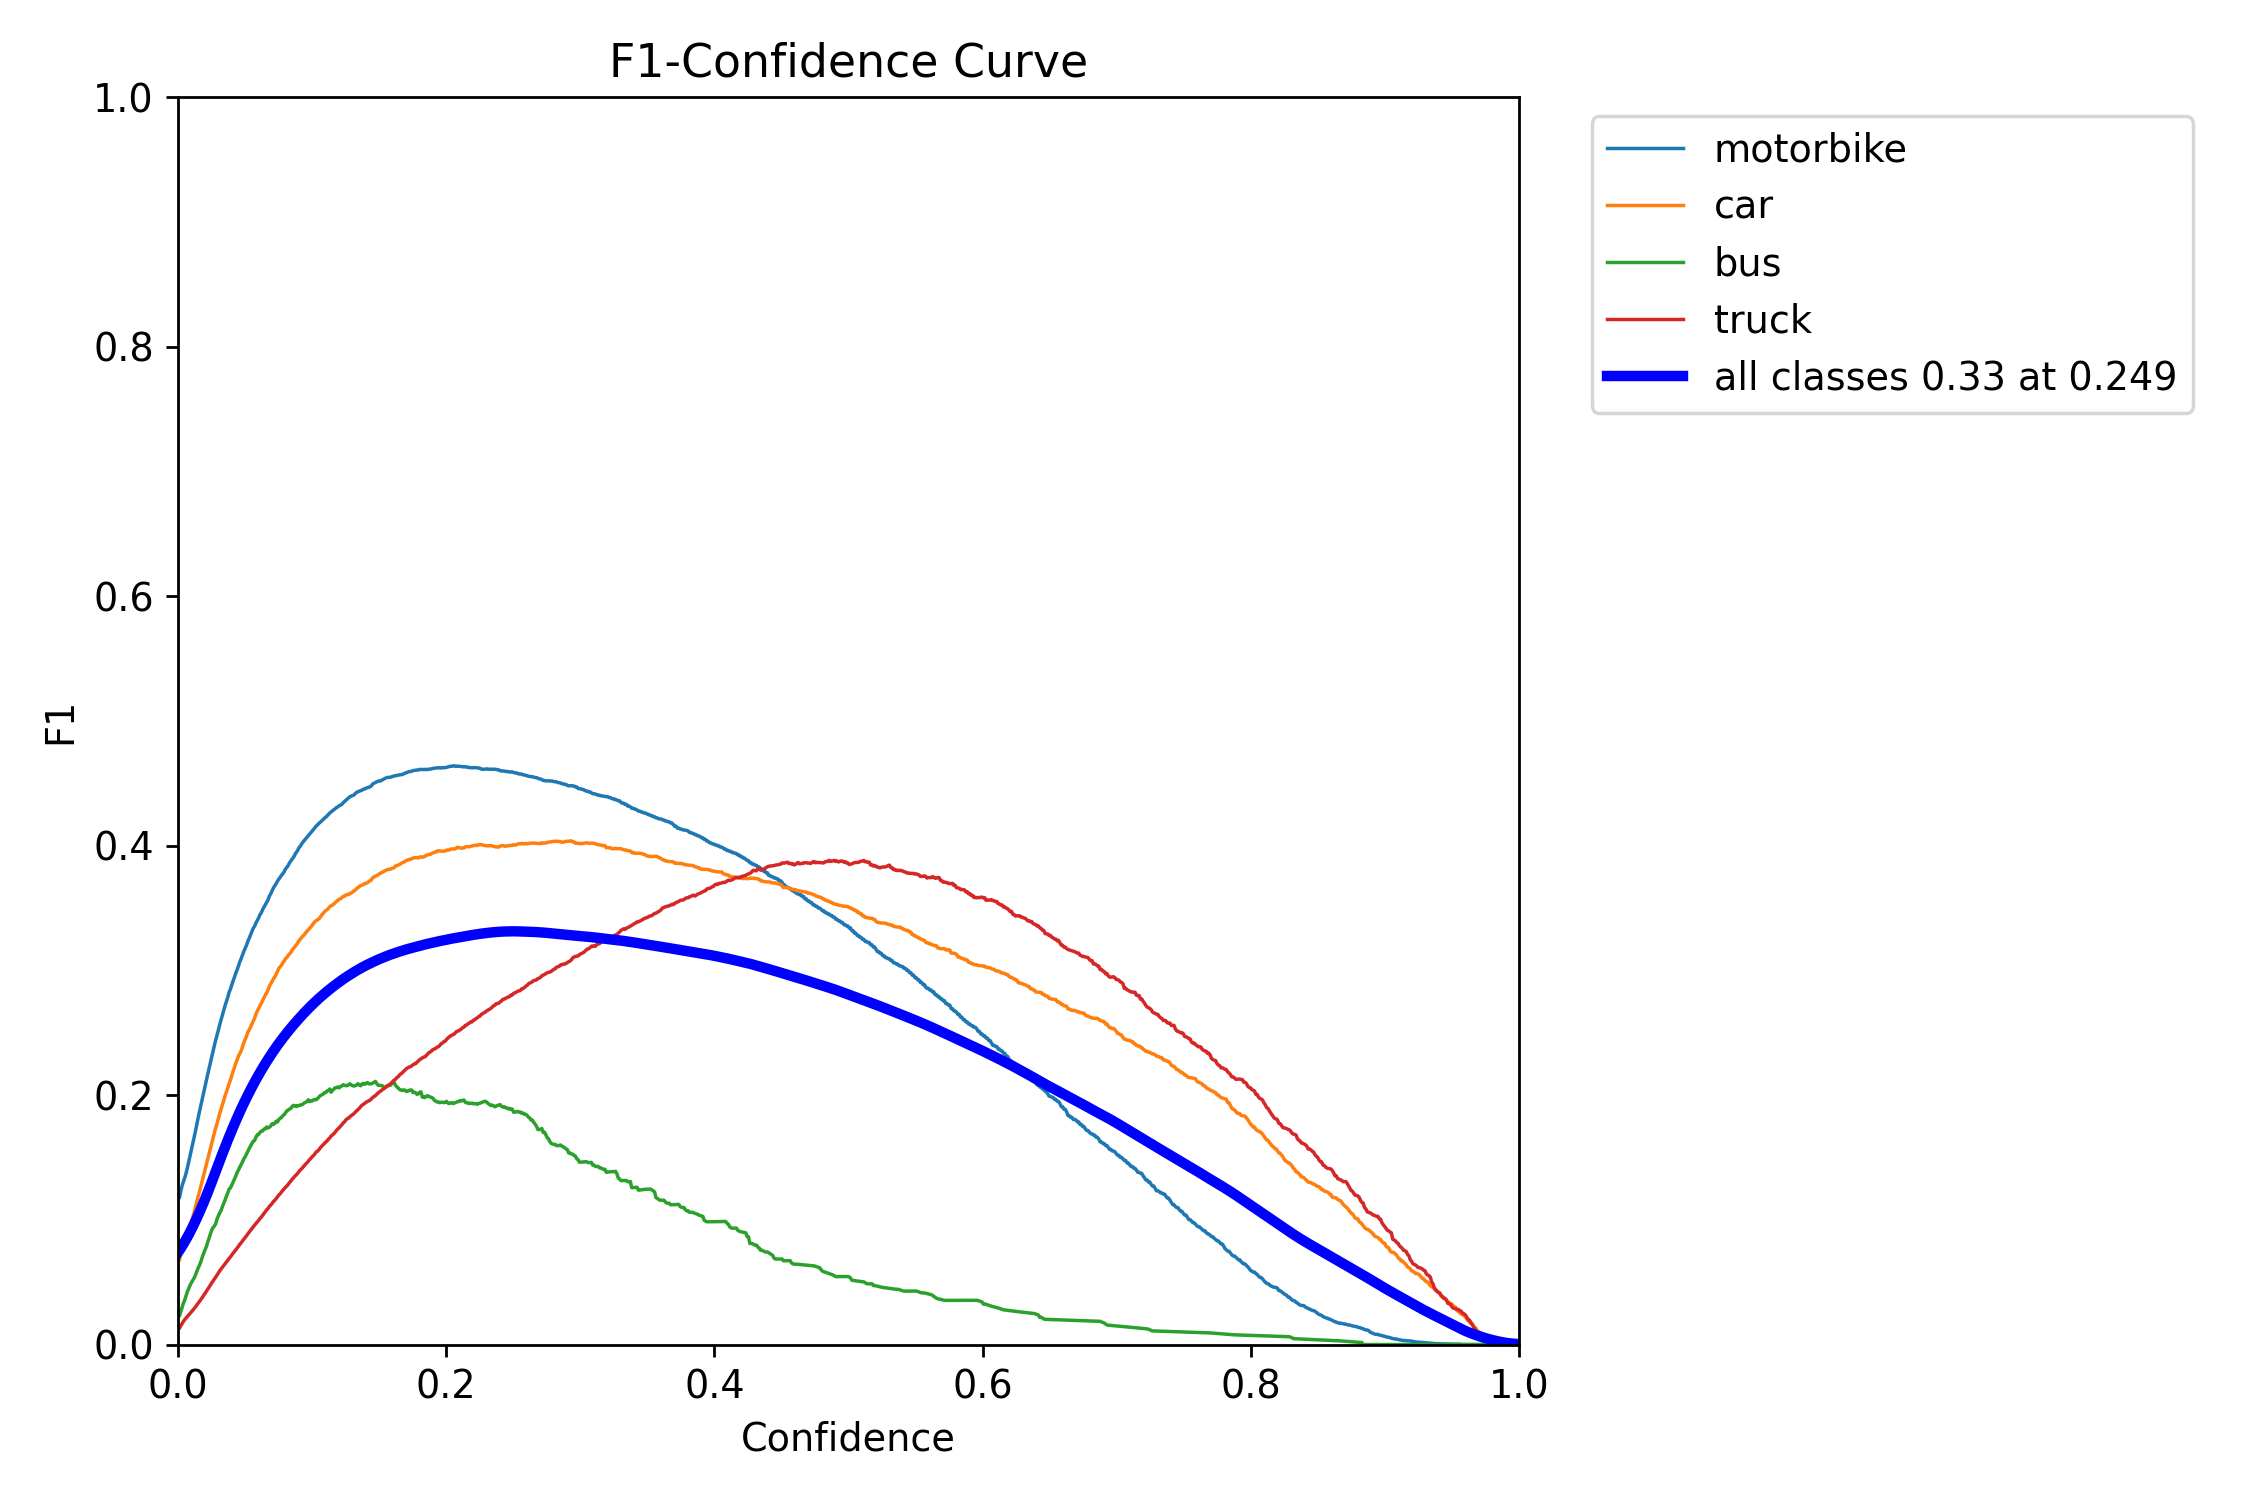 F1-Confidence Curve
1.0
0.8
0.6
0.4
0.2
0.0
F1
0.0 0.2 0.4 0.6 0.8 1.0
Confidence
motorbike
car
bus
truck
all classes 0.33 at 0.249